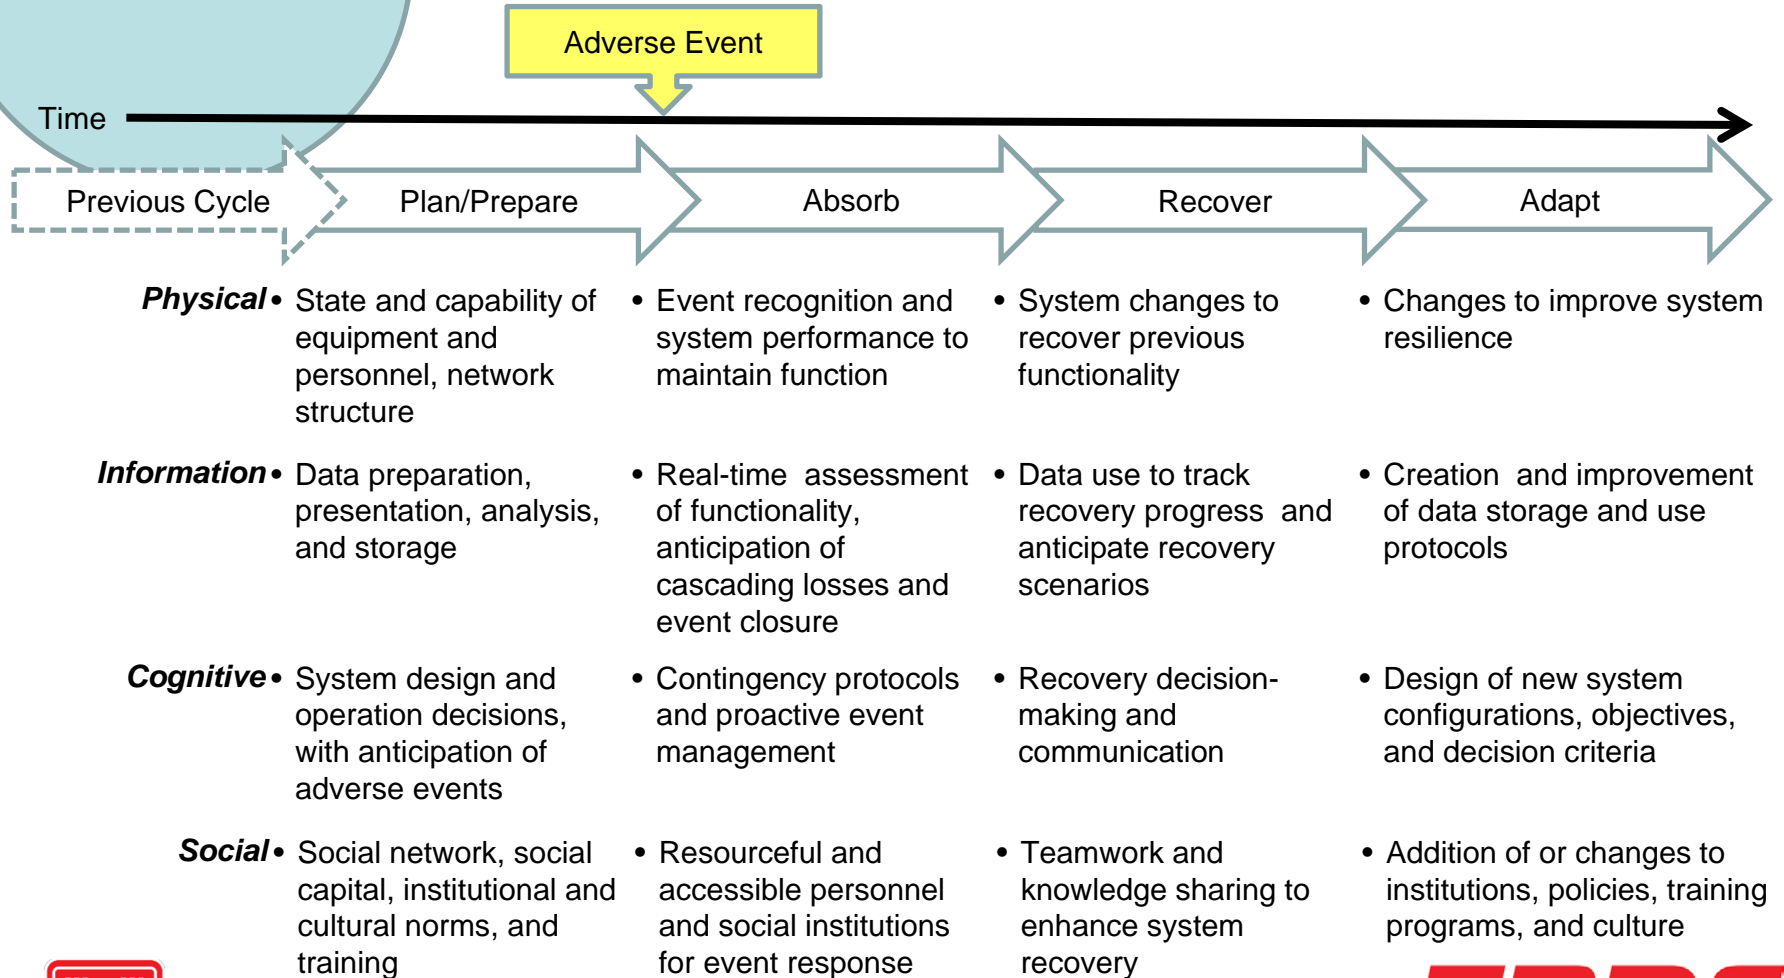 Adverse Event
Time
Previous Cycle
Plan/Prepare
Absorb
Recover
Adapt
Physical
• State and capability of
equipment and
personnel, network
structure
• Event recognition and
system performance to
maintain function
• System changes to
recover previous
functionality
• Changes to improve system
resilience
Information
• Data preparation,
presentation, analysis,
and storage
• Real-time assessment
of functionality,
anticipation of
cascading losses and
event closure
• Data use to track
recovery progress and
anticipate recovery
scenarios
• Creation and improvement
of data storage and use
protocols
Cognitive
• System design and
operation decisions,
with anticipation of
adverse events
• Contingency protocols
and proactive event
management
• Recovery decision-
making and
communication
• Design of new system
configurations, objectives,
and decision criteria
Social
• Social network, social
capital, institutional and
cultural norms, and
training
• Resourceful and
accessible personnel
and social institutions
for event response
• Teamwork and
knowledge sharing to
enhance system
recovery
• Addition of or changes to
institutions, policies, training
programs, and culture